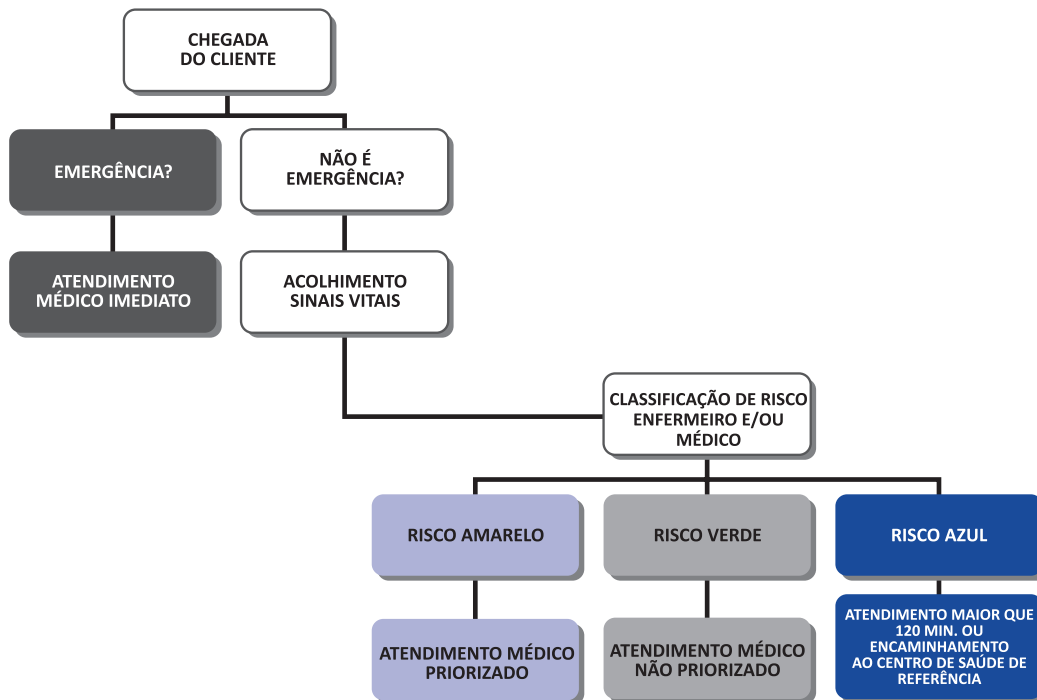 CHEGADA
DO CLIENTE
EMERGÊNCIA?
NÃO É
EMERGÊNCIA?
ATENDIMENTO
MÉDICO IMEDIATO
ACOLHIMENTO
SINAIS VITAIS
CLASSIFICAÇÃO DE RISCO
ENFERMEIRO E/OU
MÉDICO
RISCO AMARELO
RISCO VERDE
RISCO AZUL
ATENDIMENTO MÉDICO
PRIORIZADO
ATENDIMENTO MÉDICO
NÃO PRIORIZADO
ATENDIMENTO MAIOR QUE
120 MIN. OU
ENCAMINHAMENTO
AO CENTRO DE SAÚDE DE
REFERÊNCIA